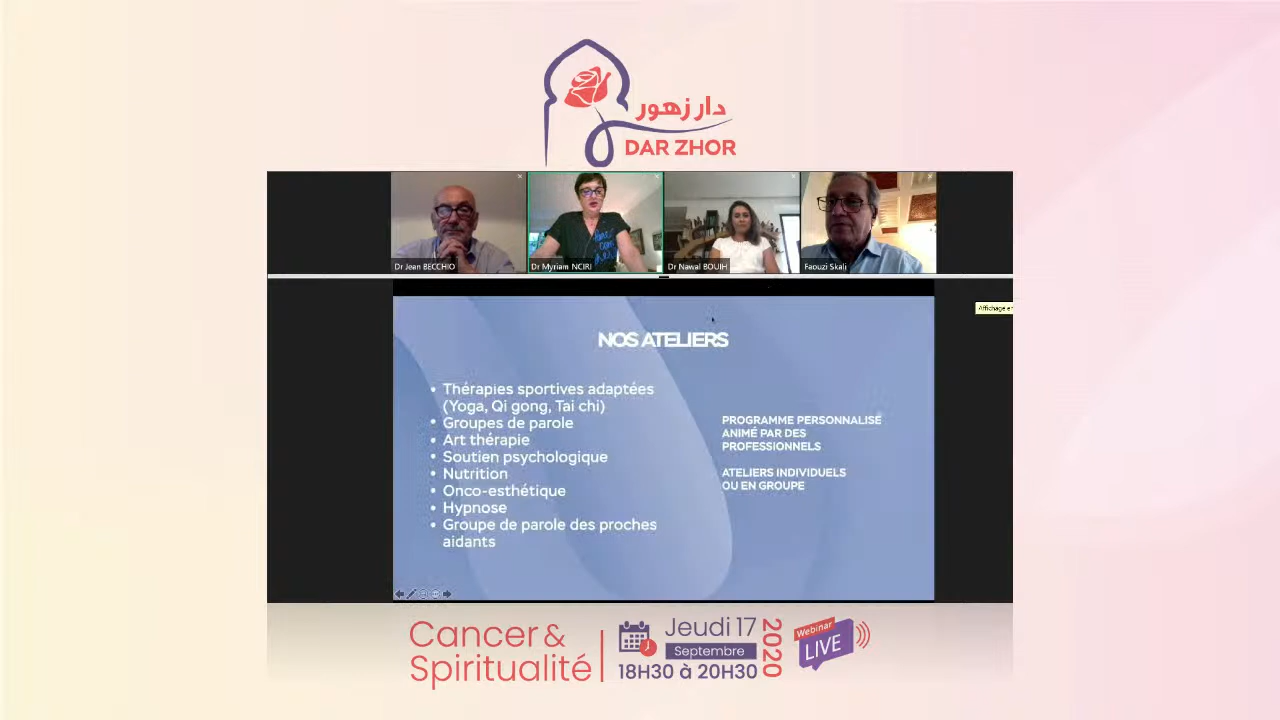 دار زهور
DAR ZHOR
Dr Jean BECCHIO
Dr Myriam NCIRI
Dr Nawal BOUIH
Faouzi Skali
Affichage en
NOS ATELIERS
• Thérapies sportives adaptées
(Yoga, Qi gong, Tai chi)
• Groupes de parole
• Art thérapie
• Soutien psychologique
• Nutrition
• Onco-esthétique
• Hypnose
• Groupe de parole des proches
aidants
PROGRAMME PERSONNALISÉ
ANIMÉ PAR DES
PROFESSIONNELS
ATELIERS INDIVIDUELS
OU EN GROUPE
Cancer &
Spiritualité
Jeudi 17
Septembre
2020
18H30 à 20H30
Webinar
LIVE